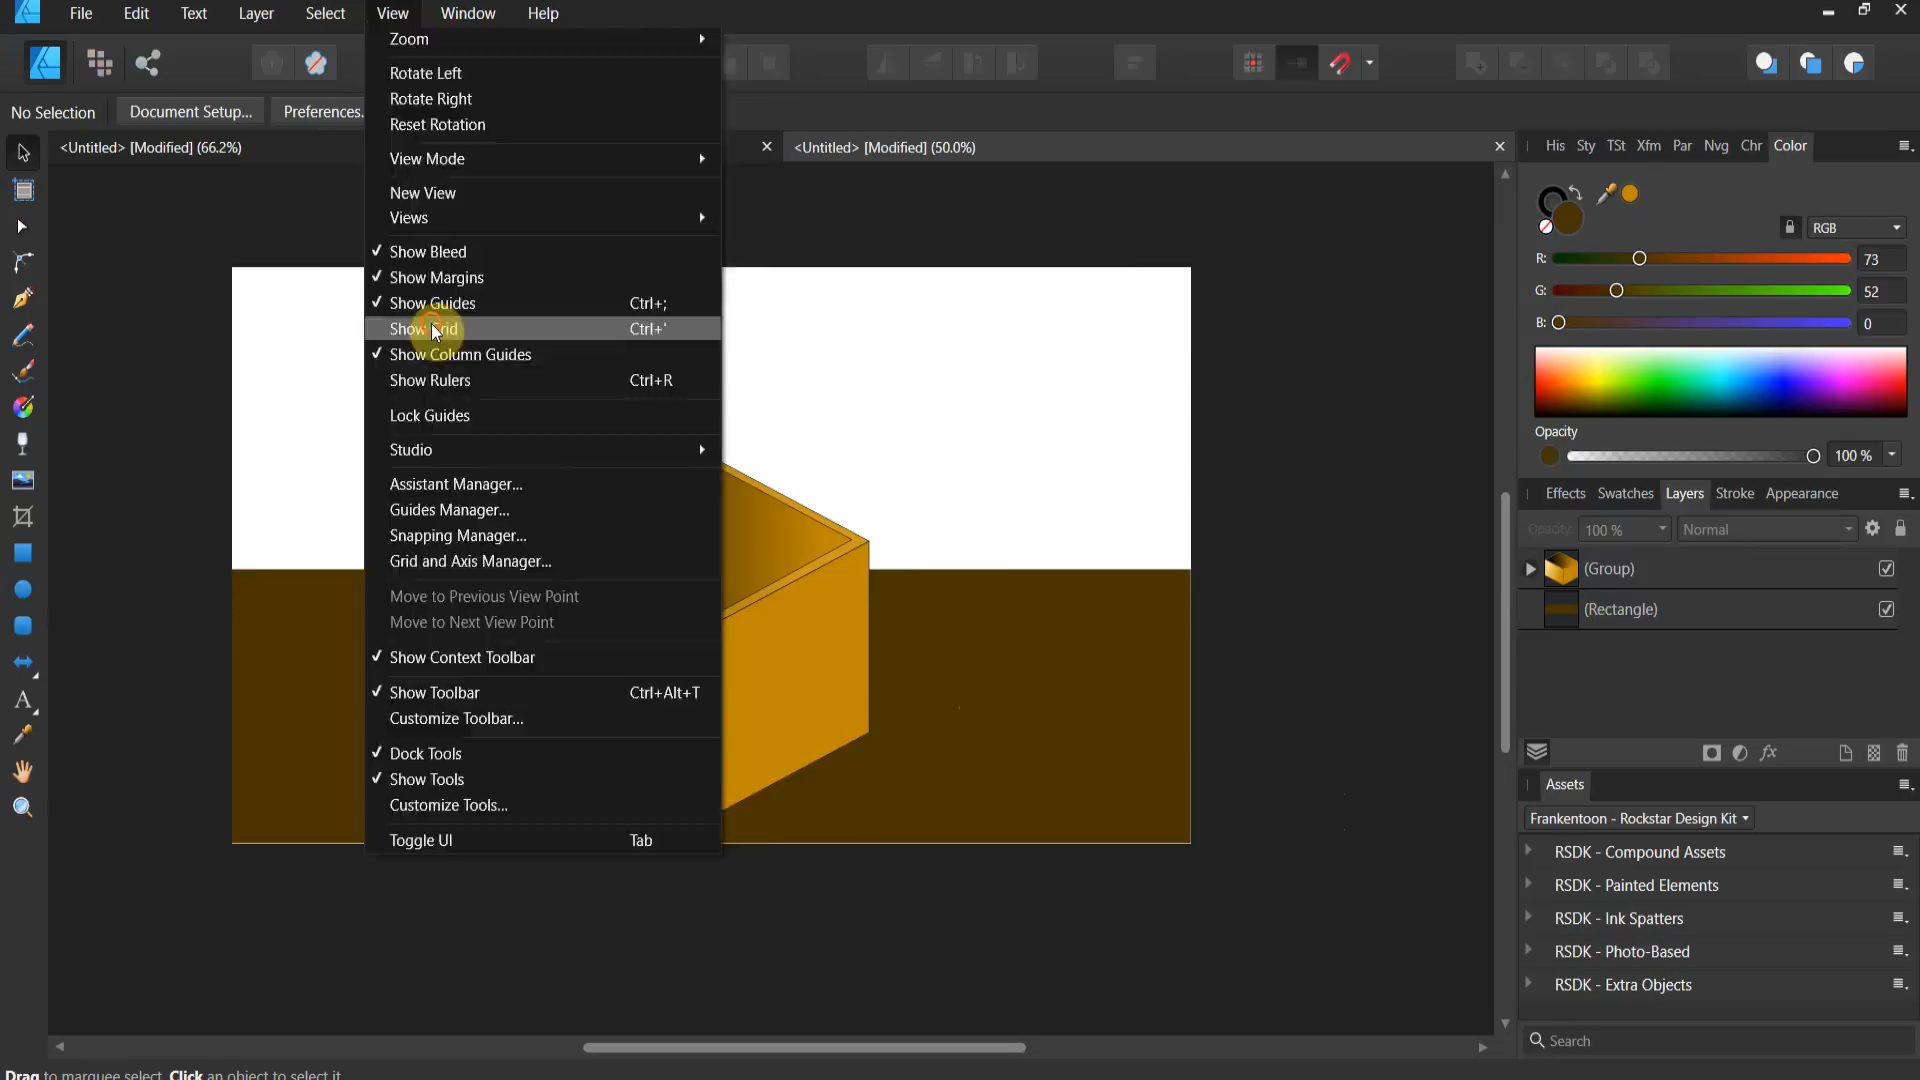 File Edit Text Layer Select View Window Help
No Selection Document Setup... Preferences.
<Untitled> [Modified] (66.2%)
<Untitled> [Modified] (50.0%)
Zoom
Rotate Left
Rotate Right
Reset Rotation
View Mode
New View
Views
Show Bleed
Show Margins
Show Guides Ctrl+;
Show Grid Ctrl+'
Show Column Guides
Show Rulers Ctrl+R
Lock Guides
Studio
Assistant Manager...
Guides Manager...
Snapping Manager...
Grid and Axis Manager...
Move to Previous View Point
Move to Next View Point
Show Context Toolbar
Show Toolbar Ctrl+Alt+T
Customize Toolbar...
Dock Tools
Show Tools
Customize Tools...
Toggle UI Tab
His Sty TSt Xfm Par Nvg Chr Color
RGB
R: 73
G: 52
B: 0
Opacity
100 %
Effects Swatches Layers Stroke Appearance
Opacity: 100 % Normal
(Group)
(Rectangle)
Assets
Frankentoon - Rockstar Design Kit
RSDK - Compound Assets
RSDK - Painted Elements
RSDK - Ink Spatters
RSDK - Photo-Based
RSDK - Extra Objects
Search
Drag to marquee select. Click an object to select it.